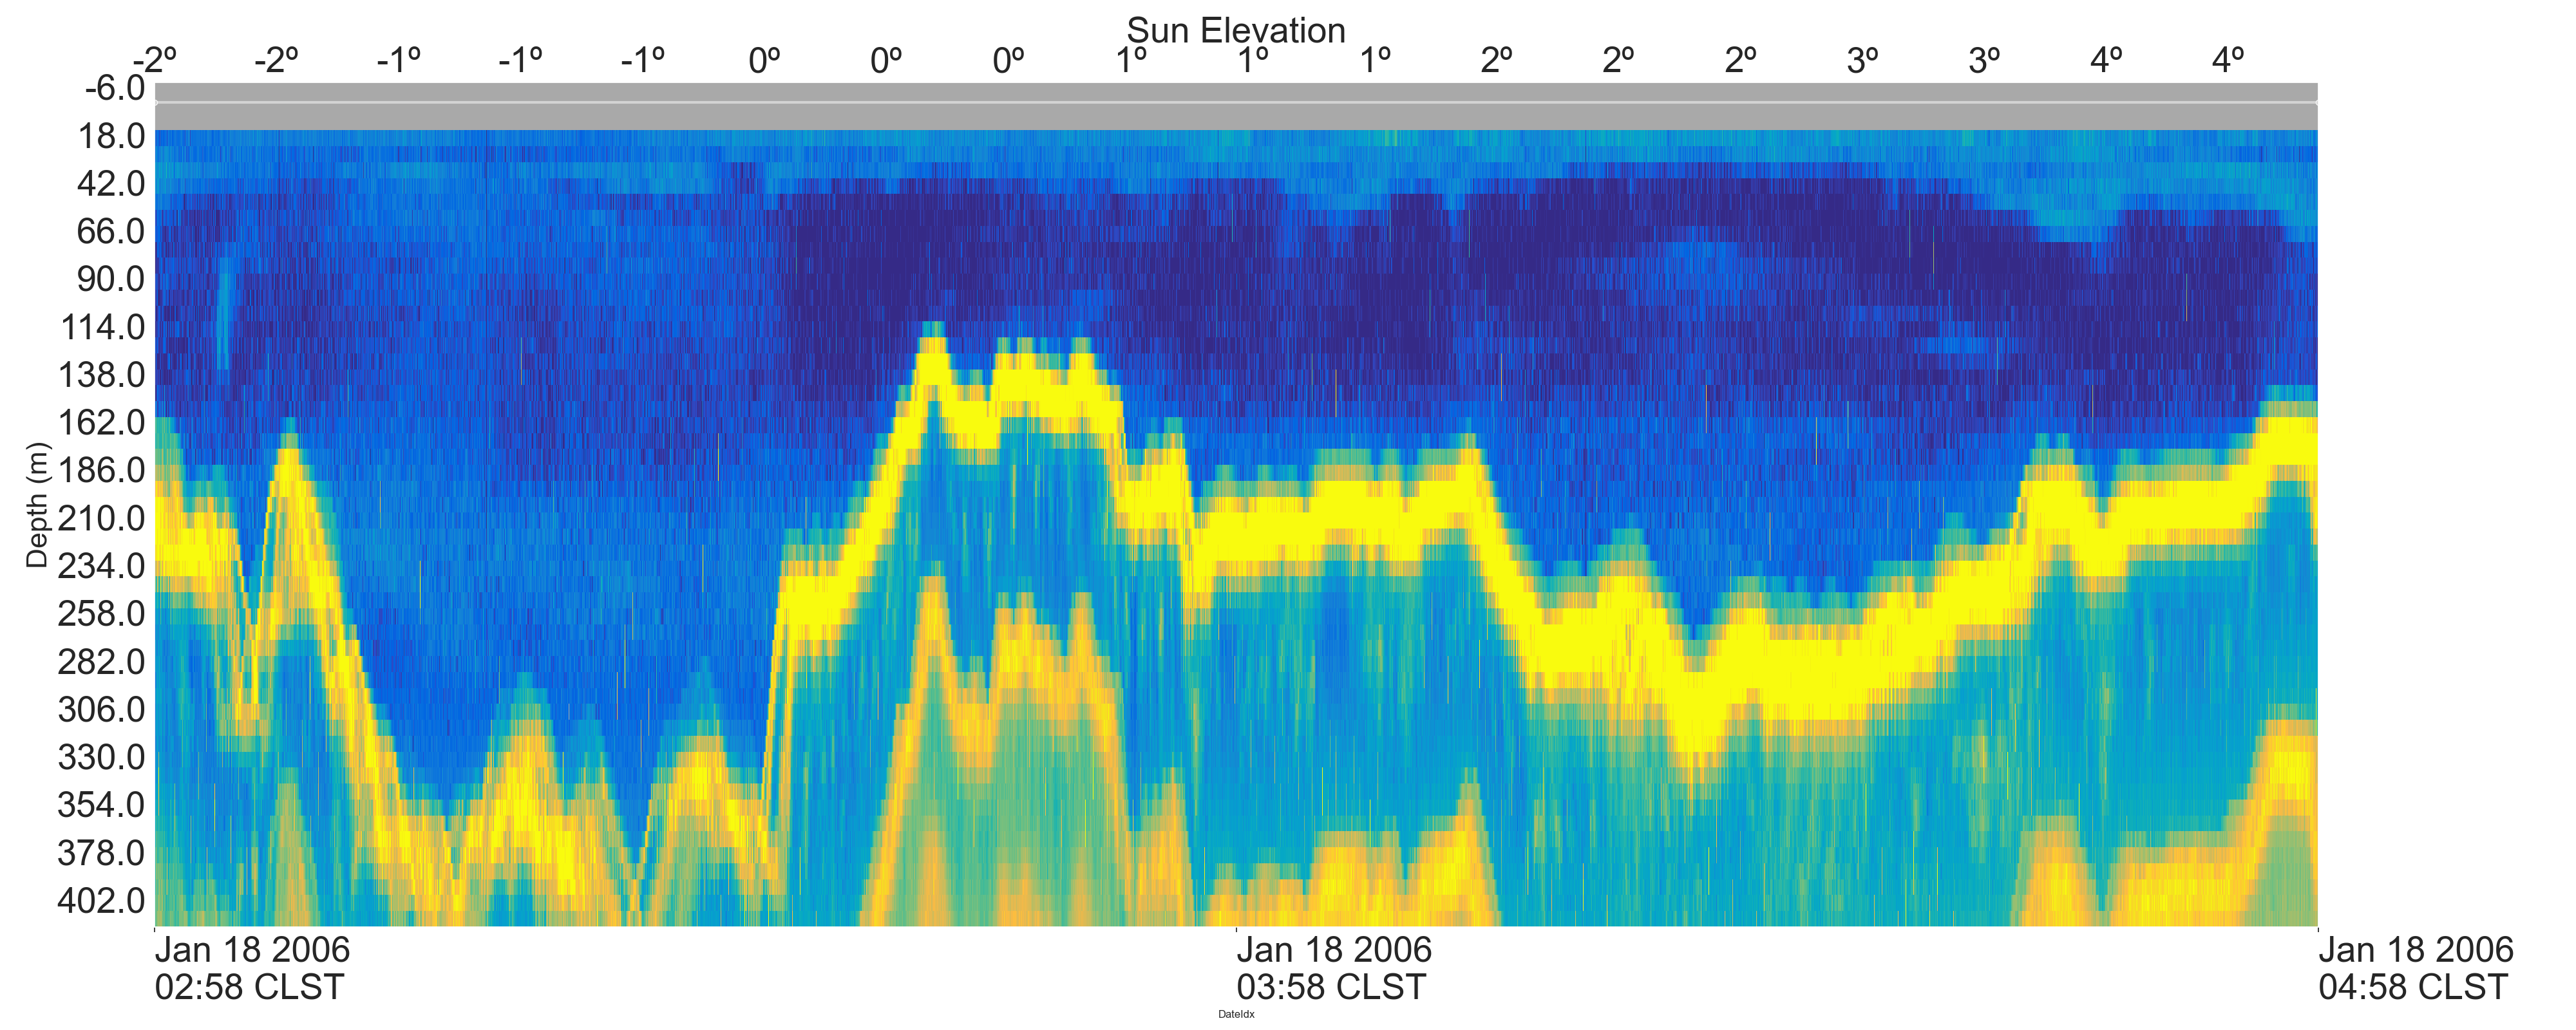 Sun Elevation
-2º -2º -1º -1º -1º 0º 0º 0º 1º 1º 1º 2º 2º 2º 3º 3º 4º 4º
-6.0
18.0
42.0
66.0
90.0
114.0
138.0
162.0
186.0
210.0
234.0
258.0
282.0
306.0
330.0
354.0
378.0
402.0
Depth (m)
Jan 18 2006
02:58 CLST
Jan 18 2006
03:58 CLST
Jan 18 2006
04:58 CLST
DateIdx